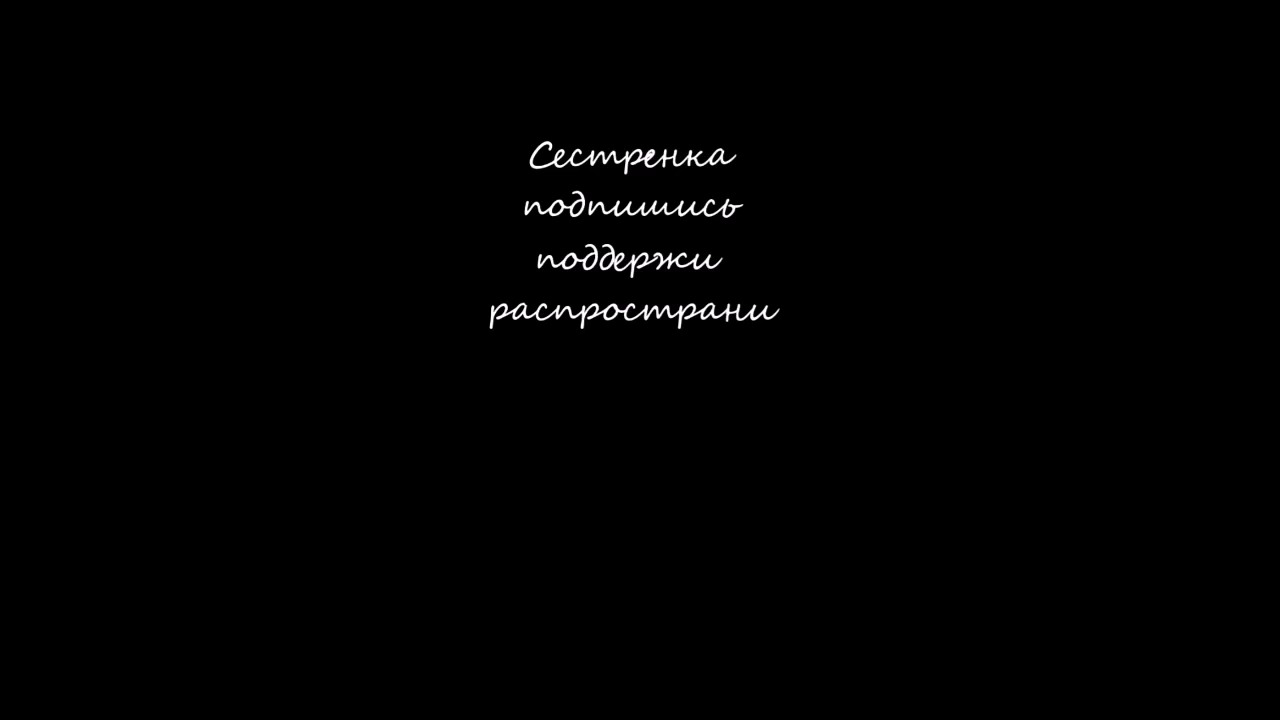 Сестренка
подпишись
поддержи
распространи